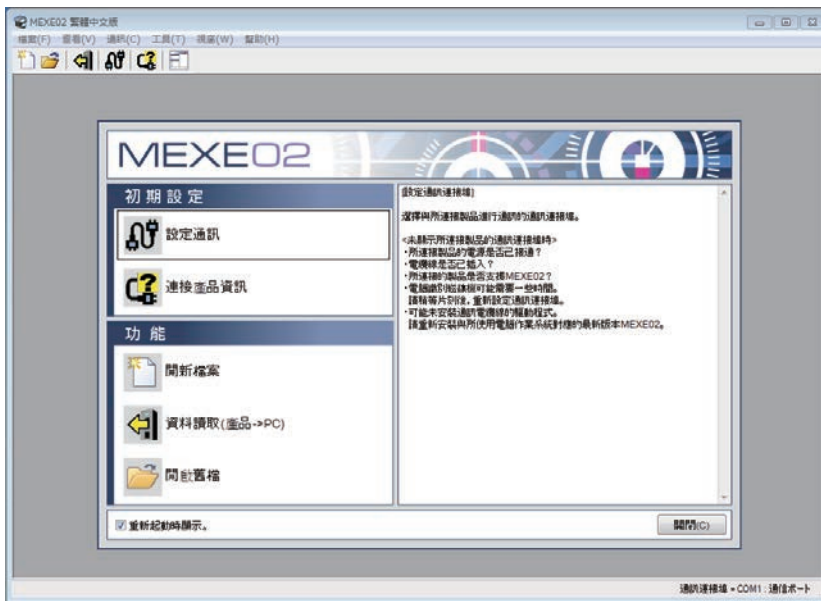 MEXE02 繁體中文版
檔案(F) 查看(V) 通訊(C) 工具(T) 視窗(W) 幫助(H)
MEXE02
初期設定
設定通訊
連接產品資訊
功能
開新檔案
資料讀取(產品->PC)
開啟舊檔
[設定通訊連接埠]
選擇與所連接製品進行通訊的通訊連接埠。
<未顯示所連接製品的通訊連接埠時>
・所連接製品的電源是否已接通?
・電纜線是否已插入?
・所連接的製品是否支援MEXE02?
・電腦識別纜線可能需要一些時間。
請稍等片刻後,重新設定通訊連接埠。
・可能未安裝通訊電纜線的驅動程式。
請重新安裝與所使用電腦作業系統對應的最新版本MEXE02。
重新起動時顯示。
關閉(C)
通訊連接埠 = COM1 : 通信ポート